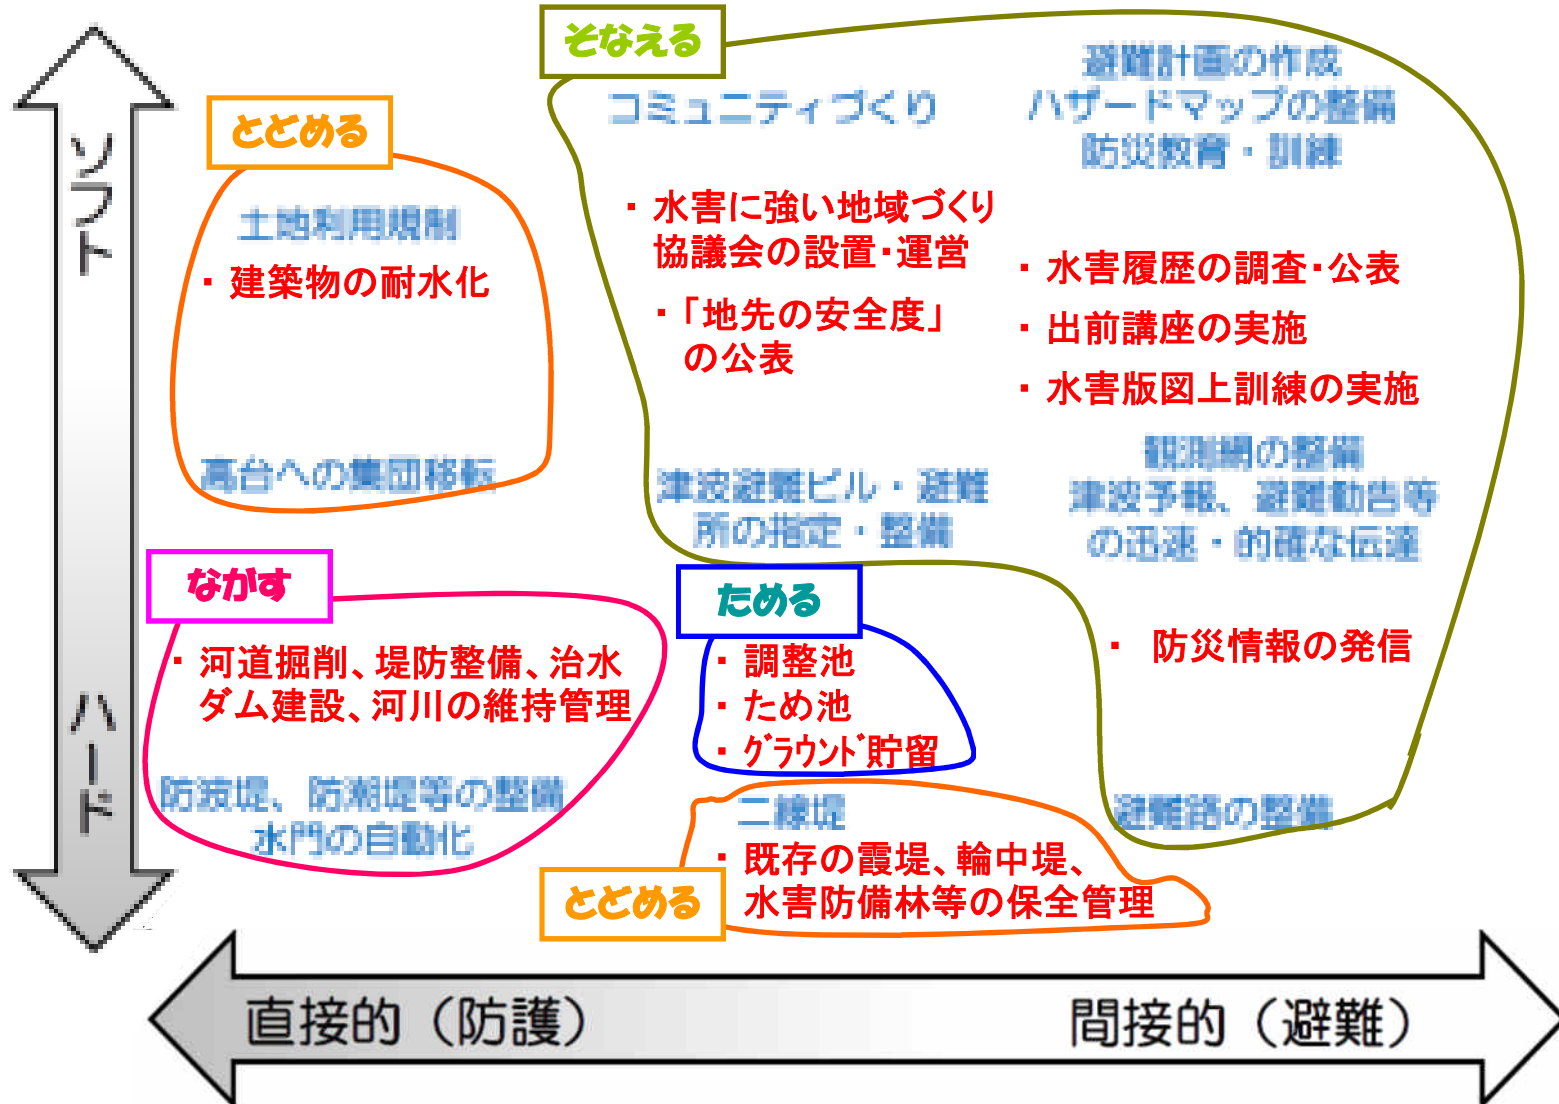 そなえる
コミュニティづくり
避難計画の作成
ハザードマップの整備
防災教育・訓練
・水害に強い地域づくり
協議会の設置・運営
・「地先の安全度」
の公表
・水害履歴の調査・公表
・出前講座の実施
・水害版図上訓練の実施
津波避難ビル・避難
所の指定・整備
観測網の整備
津波予報、避難勧告等
の迅速・的確な伝達
・防災情報の発信
避難路の整備
とどめる
土地利用規制
・建築物の耐水化
高台への集団移転
ながす
・河道掘削、堤防整備、治水
ダム建設、河川の維持管理
防波堤、防潮堤等の整備
水門の自動化
ためる
・調整池
・ため池
・グラウンド貯留
二線堤
・既存の霞堤、輪中堤、
水害防備林等の保全管理
とどめる
ソフト
ハード
直接的（防護）
間接的（避難）